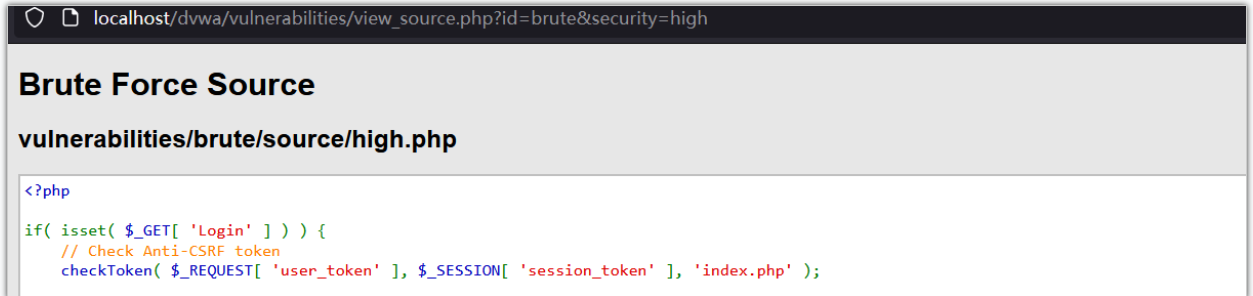 localhost/dvwa/vulnerabilities/view_source.php?id=brute&security=high
Brute Force Source
vulnerabilities/brute/source/high.php
<?php
if( isset( $_GET[ 'Login' ] ) ) {
    // Check Anti-CSRF token
    checkToken( $_REQUEST[ 'user_token' ], $_SESSION[ 'session_token' ], 'index.php' );